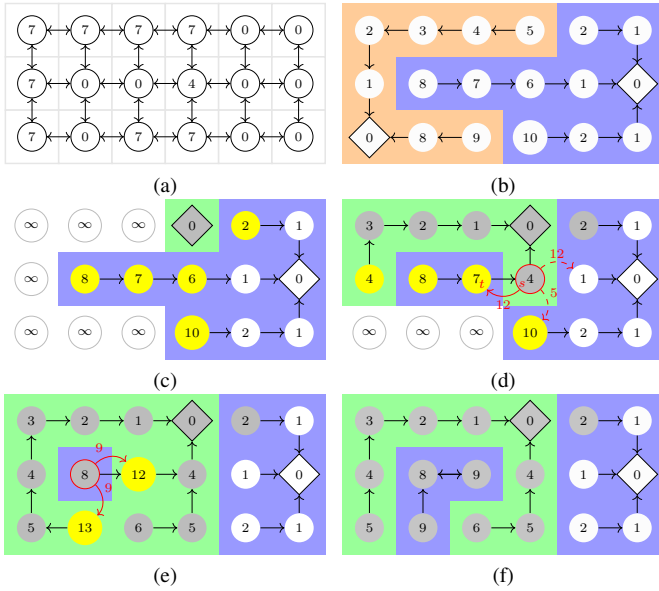 7 7 7 7 0 0 2 3 4 5 2 1
7 0 0 4 0 0 1 8 7 6 1 0
7 0 7 7 0 0 0 8 9 10 2 1
(a) (b)
∞ ∞ ∞ 0 2 1 3 2 1 0 2 1
12
∞ 8 7 6 1 0 4 8 7 t s 4 1 0
12 5
∞ ∞ ∞ 10 2 1 ∞ ∞ ∞ 10 2 1
(c) (d)
3 2 1 0 2 1 3 2 1 0 2 1
9
4 8 12 4 1 0 4 8 9 4 1 0
9
5 13 6 5 2 1 5 9 6 5 2 1
(e) (f)